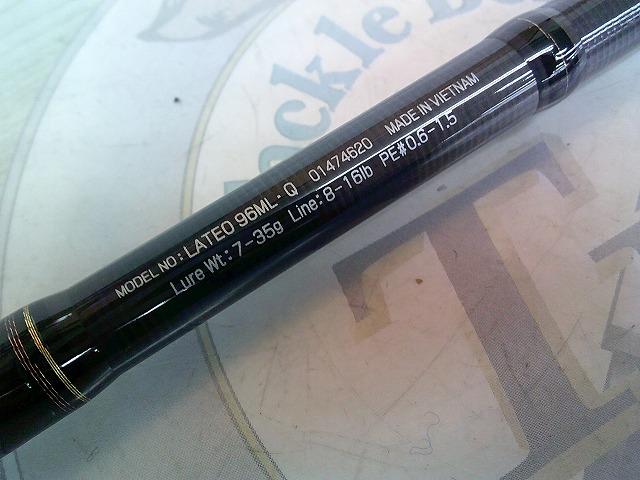 ackle B
MODEL NO: LATEO 96ML·Q 01474620 MADE IN VIETNAM
Lure Wt: 7-35g Line: 8-16lb PE#0.6-1.5
T